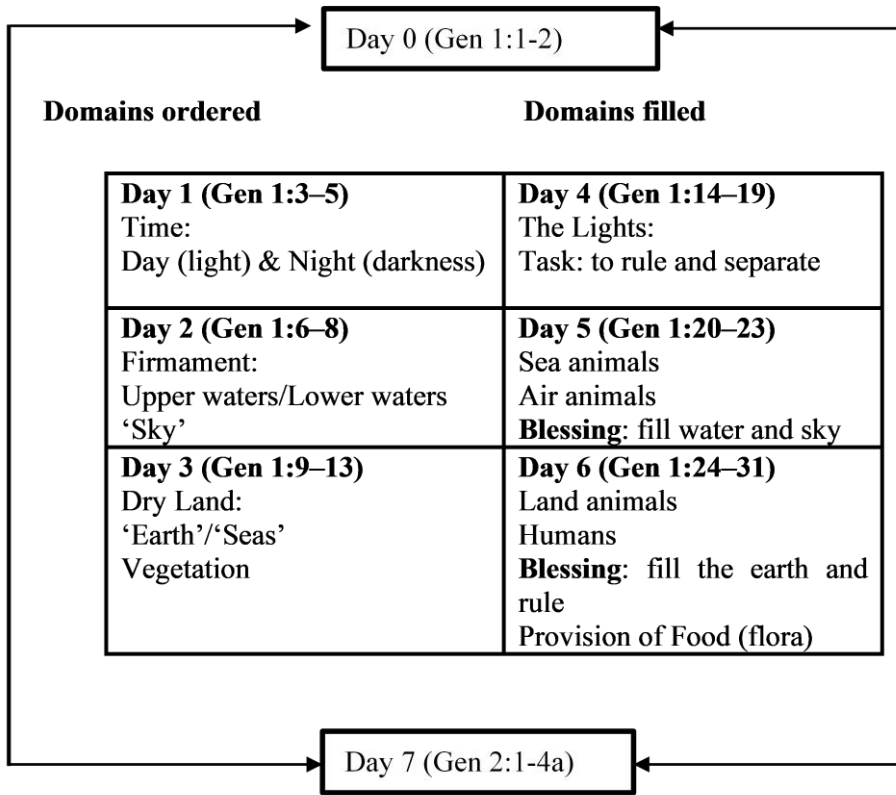 Day 0 (Gen 1:1-2)
Domains ordered
Domains filled
Day 1 (Gen 1:3–5)
Time:
Day (light) & Night (darkness)
Day 4 (Gen 1:14–19)
The Lights:
Task: to rule and separate
Day 2 (Gen 1:6–8)
Firmament:
Upper waters/Lower waters
‘Sky’
Day 5 (Gen 1:20–23)
Sea animals
Air animals
Blessing: fill water and sky
Day 3 (Gen 1:9–13)
Dry Land:
‘Earth’/‘Seas’
Vegetation
Day 6 (Gen 1:24–31)
Land animals
Humans
Blessing: fill the earth and
rule
Provision of Food (flora)
Day 7 (Gen 2:1-4a)